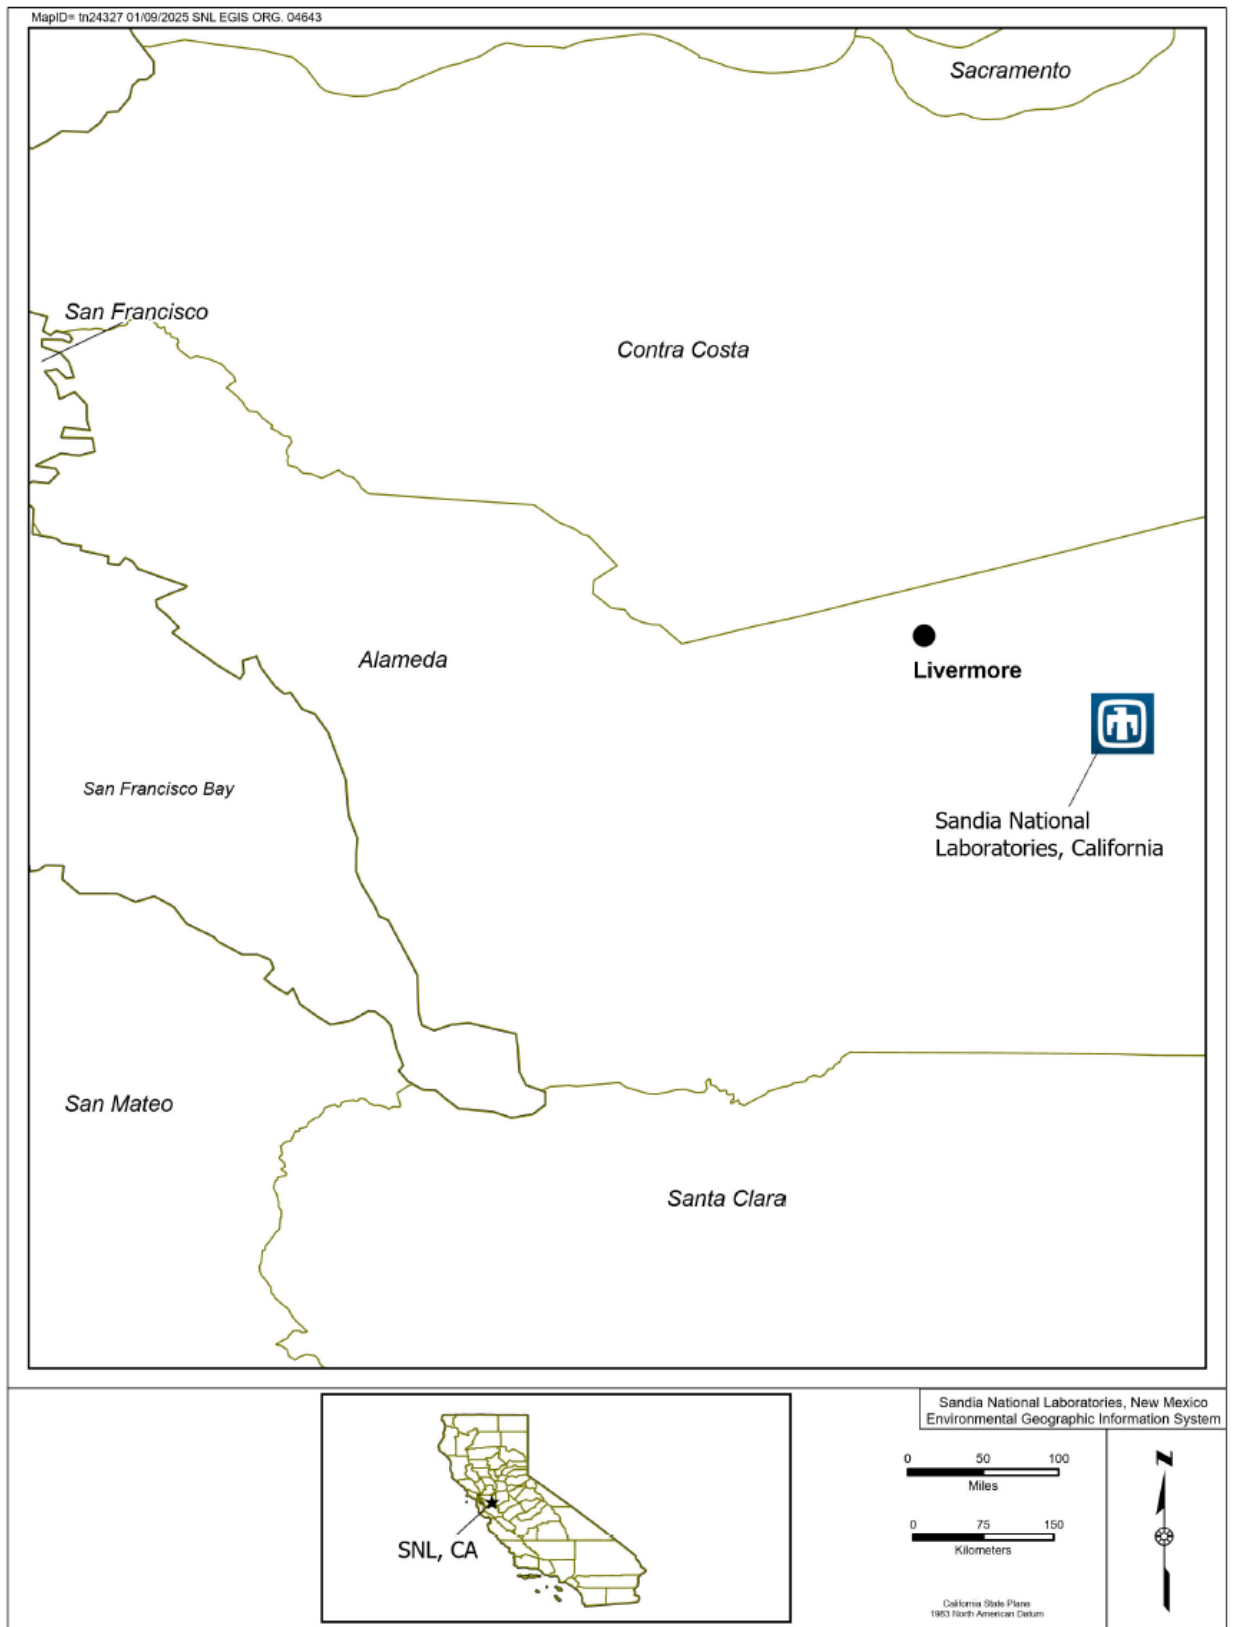 MapID= tn24327 01/09/2025 SNL EGIS ORG. 04643
Sacramento
San Francisco
Contra Costa
Alameda
Livermore
San Francisco Bay
Sandia National
Laboratories, California
San Mateo
Santa Clara
SNL, CA
Sandia National Laboratories, New Mexico
Environmental Geographic Information System
0 50 100
Miles
0 75 150
Kilometers
California State Plane
1983 North American Datum
N